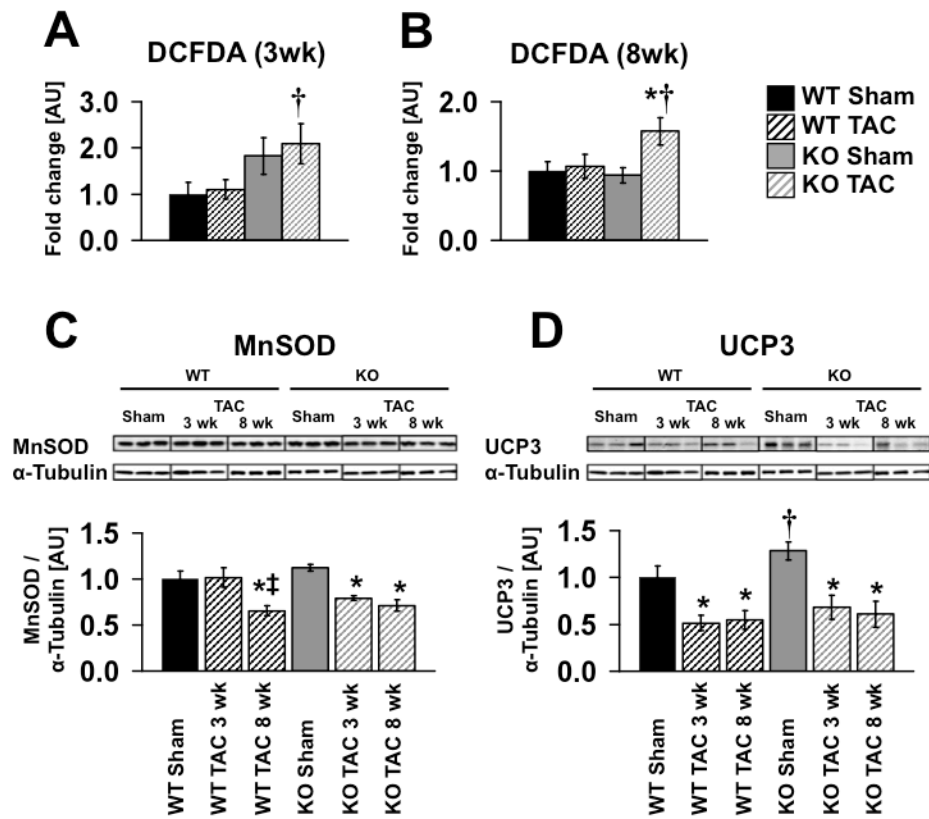 A
DCFDA (3wk)
Fold change [AU]
3.0
2.0
1.0
0.0
†
B
DCFDA (8wk)
Fold change [AU]
2.0
1.0
0.0
*†
WT Sham
WT TAC
KO Sham
KO TAC
C
MnSOD
WT KO
Sham TAC Sham TAC
3 wk 8 wk 3 wk 8 wk
MnSOD
α-Tubulin
MnSOD /
α-Tubulin [AU]
1.5
1.0
0.5
0.0
*‡ * *
WT Sham
WT TAC 3 wk
WT TAC 8 wk
KO Sham
KO TAC 3 wk
KO TAC 8 wk
D
UCP3
WT KO
Sham TAC Sham TAC
3 wk 8 wk 3 wk 8 wk
UCP3
α-Tubulin
UCP3 /
α-Tubulin [AU]
1.5
1.0
0.5
0.0
* * † * *
WT Sham
WT TAC 3 wk
WT TAC 8 wk
KO Sham
KO TAC 3 wk
KO TAC 8 wk